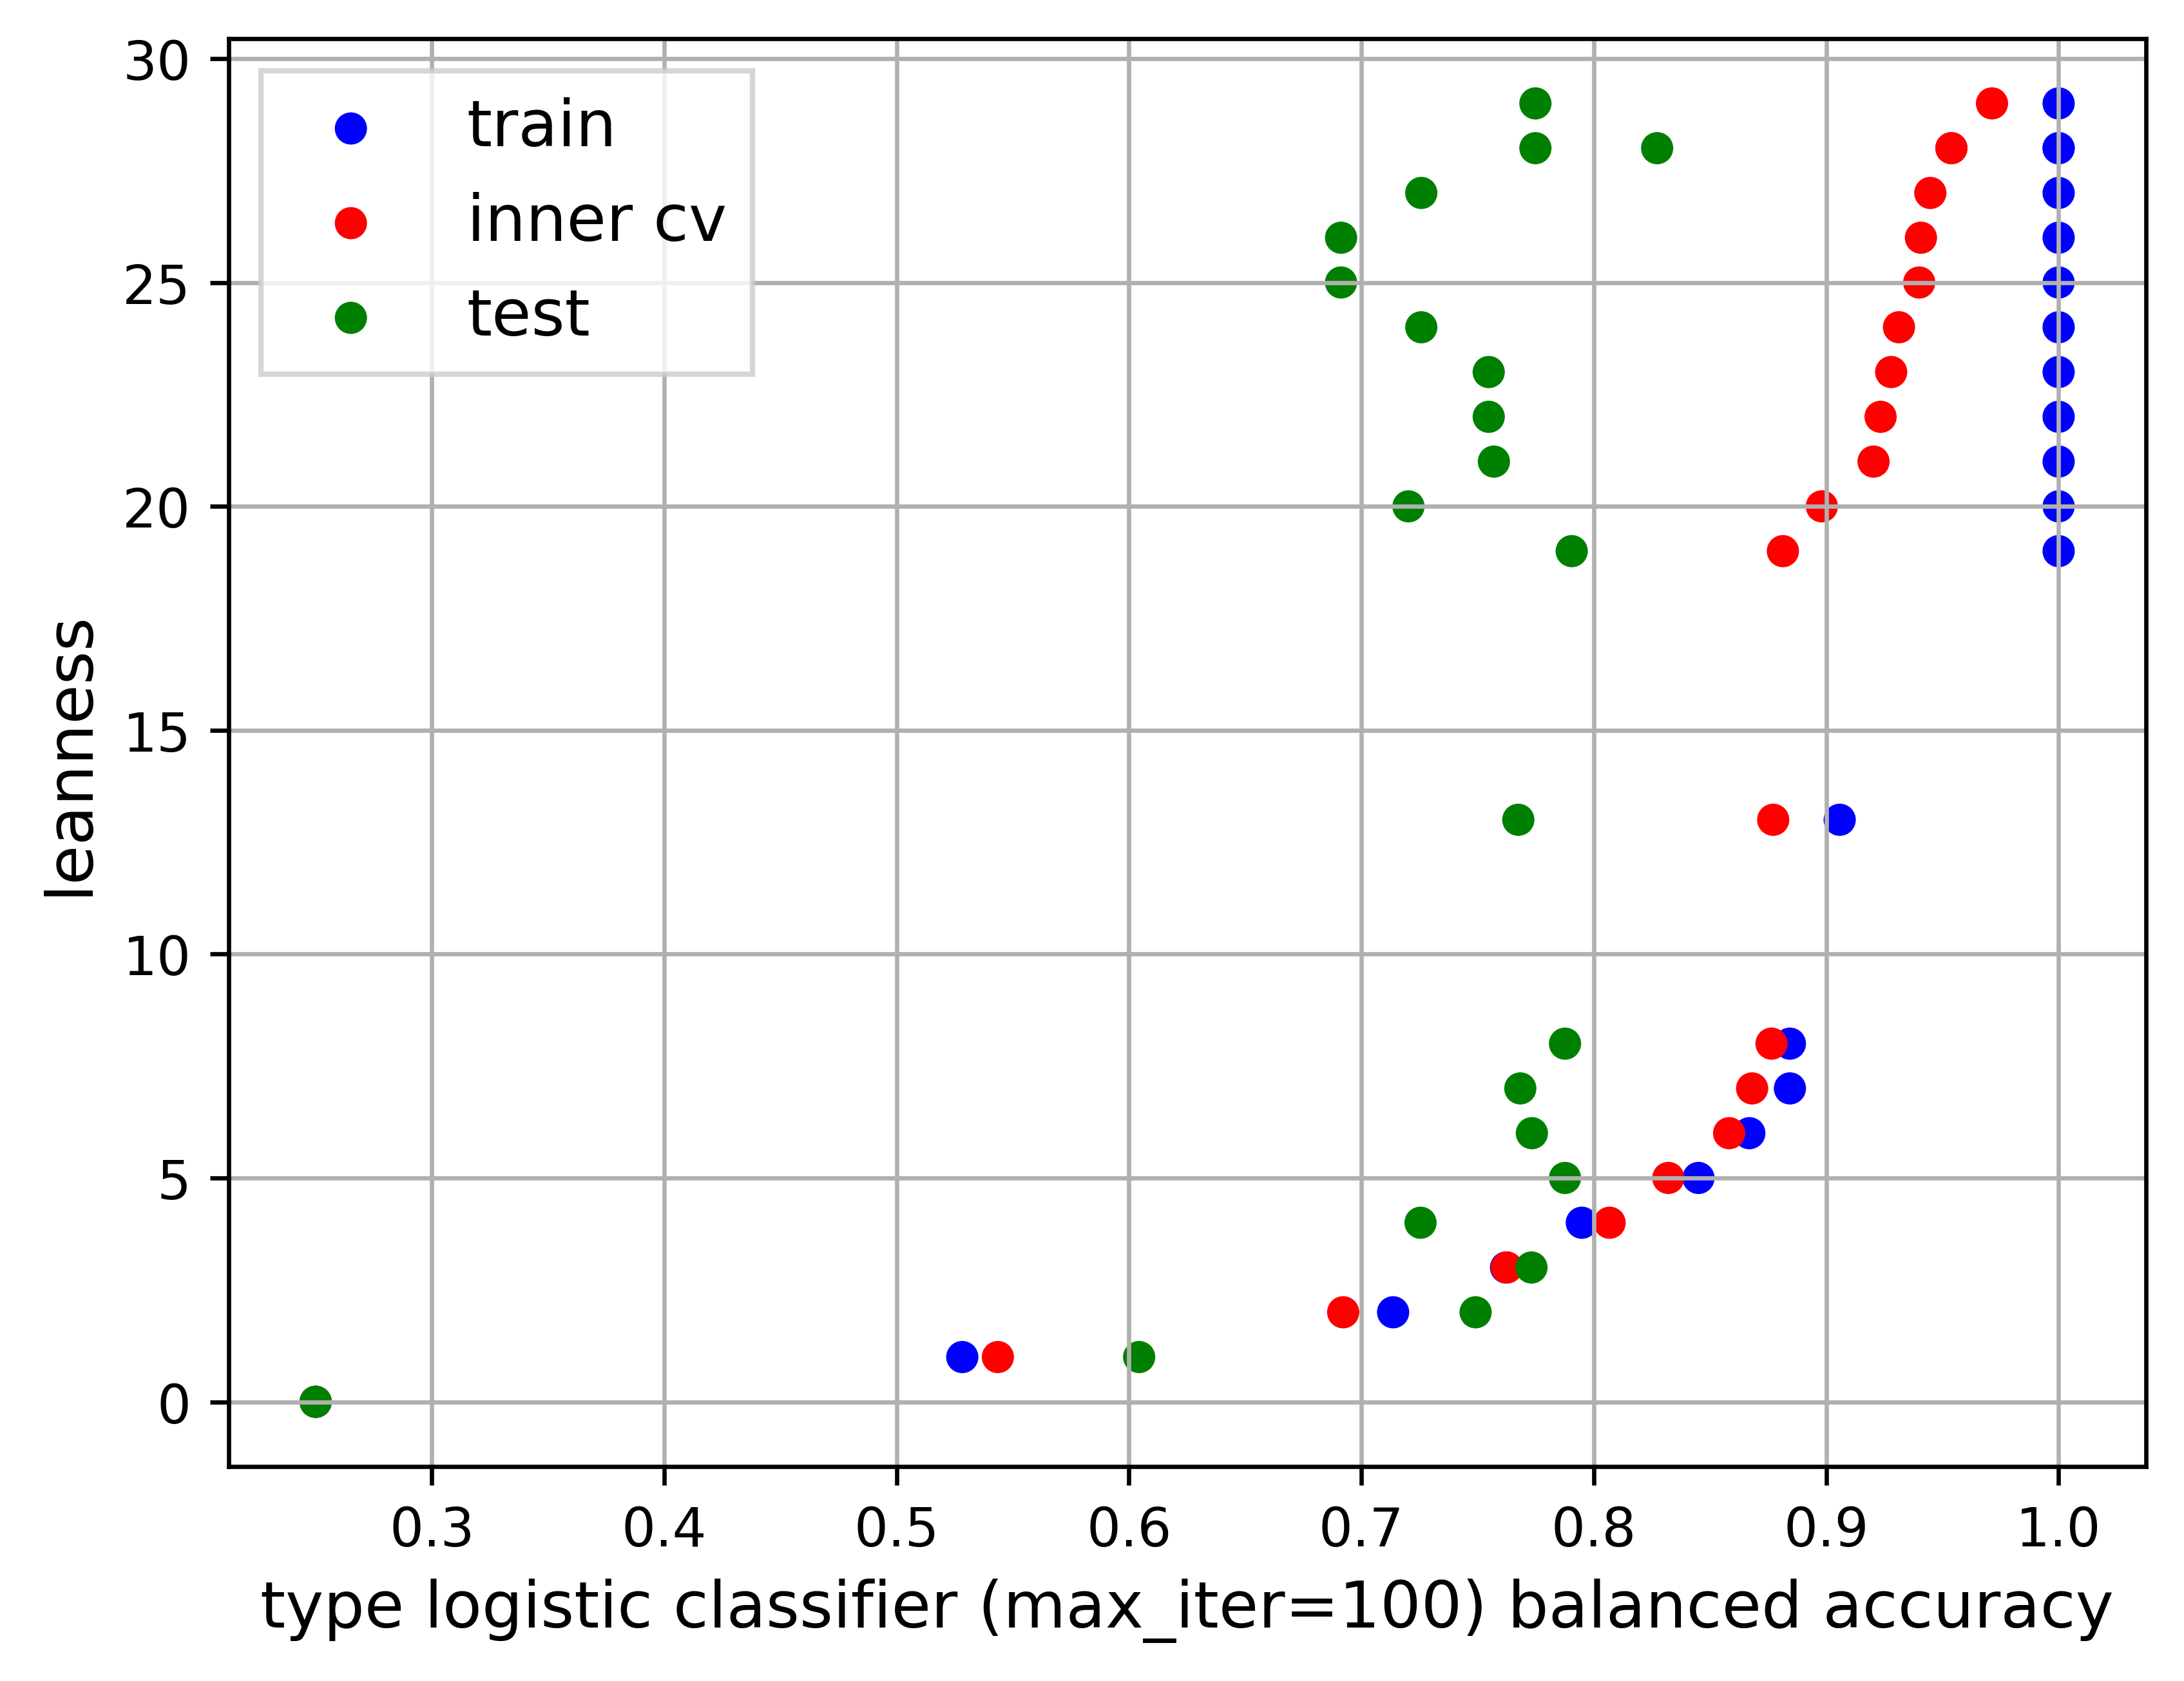 train
inner cv
test
30
25
20
15
10
5
0
leanness
0.3 0.4 0.5 0.6 0.7 0.8 0.9 1.0
type logistic classifier (max_iter=100) balanced accuracy